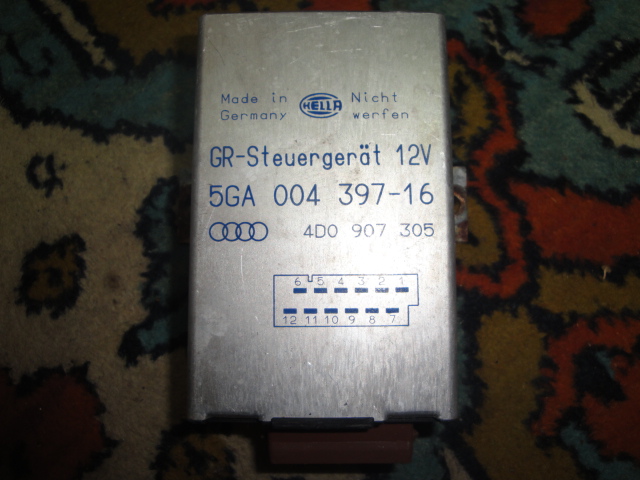 Made in HELLA Nicht
Germany werfen
GR-Steuergerät 12V
5GA 004 397-16
4D0 907 305
6 5 4 3 2 1
12 11 10 9 8 7